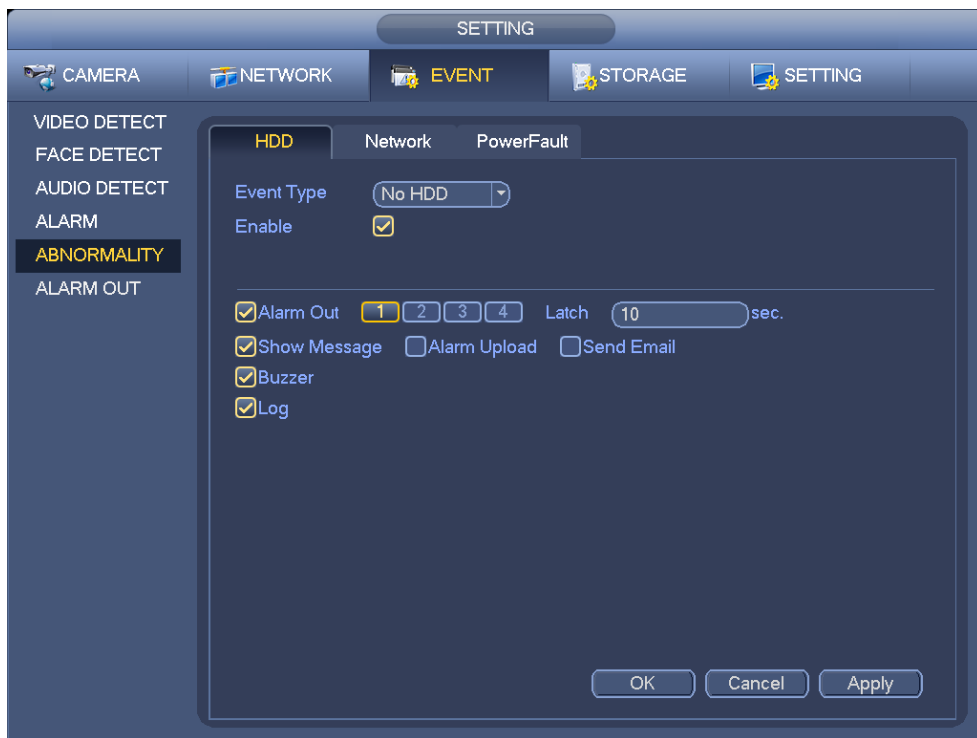 SETTING
CAMERA NETWORK EVENT STORAGE SETTING
VIDEO DETECT
FACE DETECT
AUDIO DETECT
ALARM
ABNORMALITY
ALARM OUT
HDD Network PowerFault
Event Type No HDD
Enable
Alarm Out 1 2 3 4 Latch 10 sec.
Show Message Alarm Upload Send Email
Buzzer
Log
OK Cancel Apply